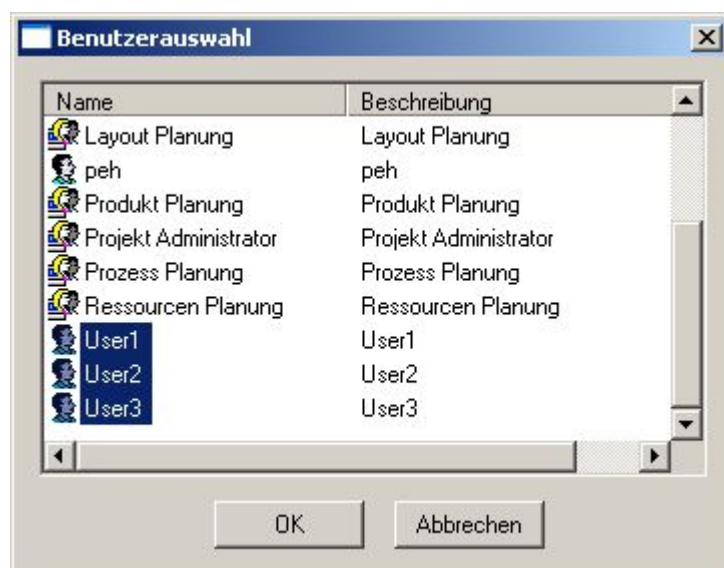 Benutzerauswahl
Name Beschreibung
Layout Planung Layout Planung
peh peh
Produkt Planung Produkt Planung
Projekt Administrator Projekt Administrator
Prozess Planung Prozess Planung
Ressourcen Planung Ressourcen Planung
User1 User1
User2 User2
User3 User3
OK Abbrechen